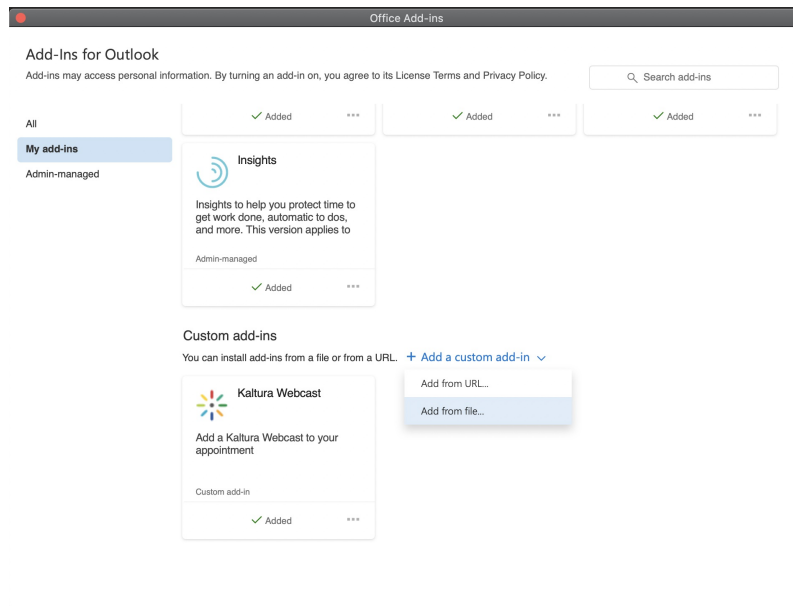 Office Add-ins
Add-Ins for Outlook
Add-ins may access personal information. By turning an add-in on, you agree to its License Terms and Privacy Policy.
Search add-ins
All
My add-ins
Admin-managed
Added
Added
Added
Insights
Insights to help you protect time to
get work done, automatic to dos,
and more. This version applies to
Admin-managed
Added
Custom add-ins
You can install add-ins from a file or from a URL.
+ Add a custom add-in
Add from URL...
Add from file...
Kaltura Webcast
Add a Kaltura Webcast to your
appointment
Custom add-in
Added